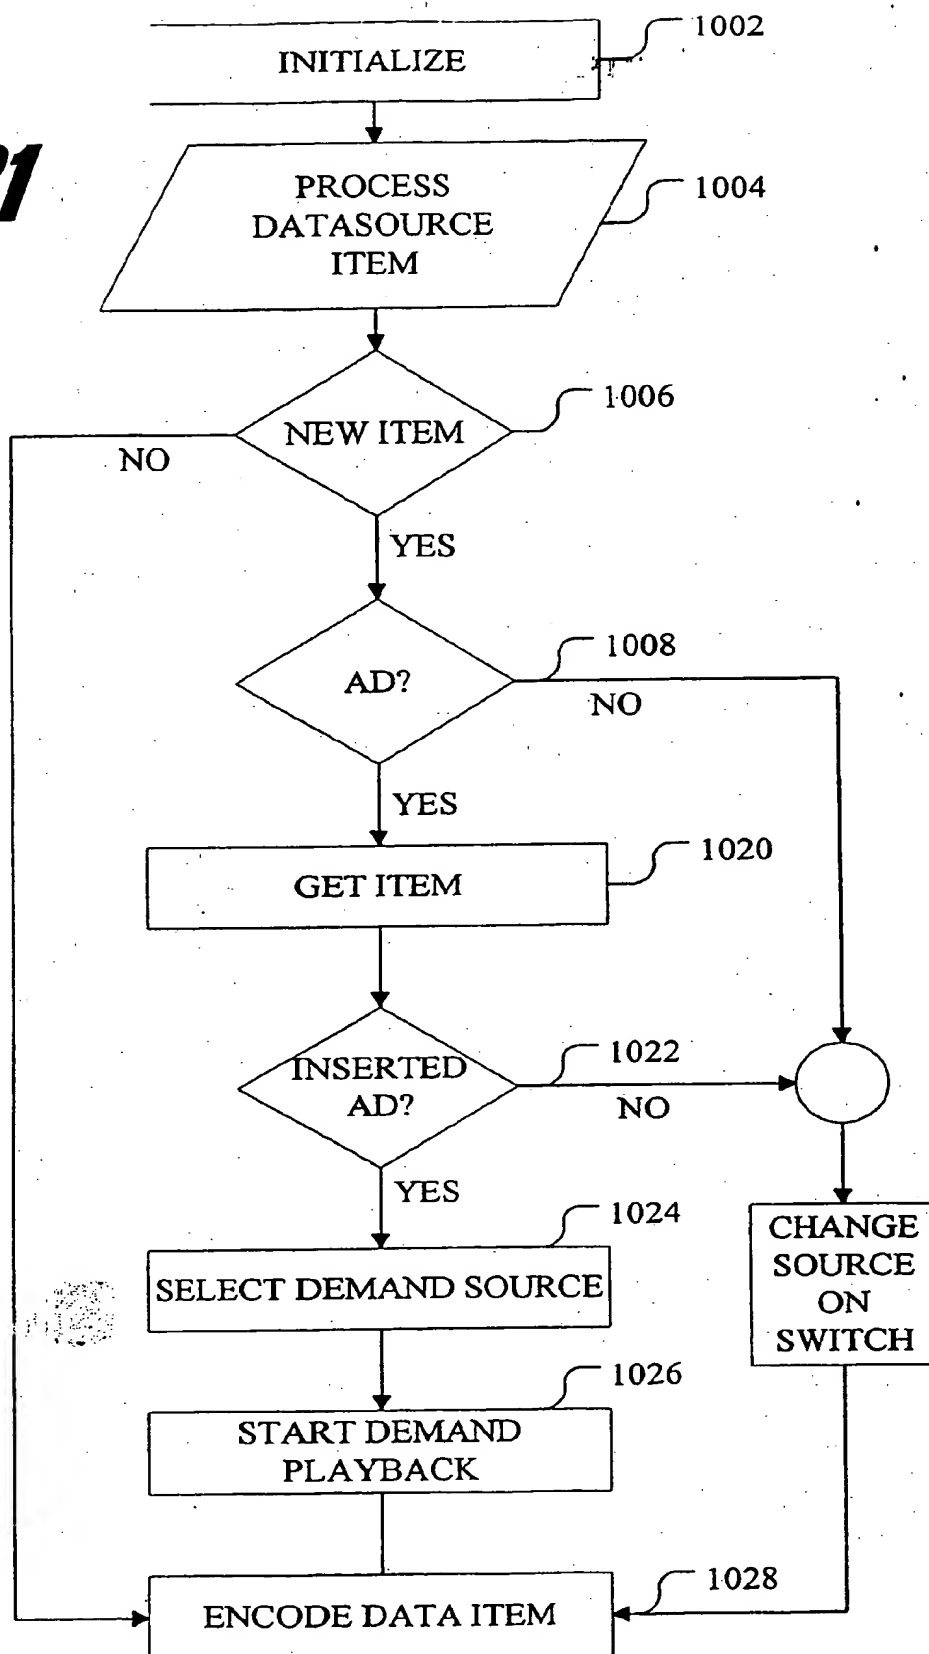 INITIALIZE
1002
PROCESS
DATASOURCE
ITEM
1004
NEW ITEM
1006
NO
YES
AD?
1008
NO
YES
GET ITEM
1020
INSERTED
AD?
1022
NO
YES
1024
SELECT DEMAND SOURCE
CHANGE
SOURCE
ON
SWITCH
1026
START DEMAND
PLAYBACK
1028
ENCODE DATA ITEM